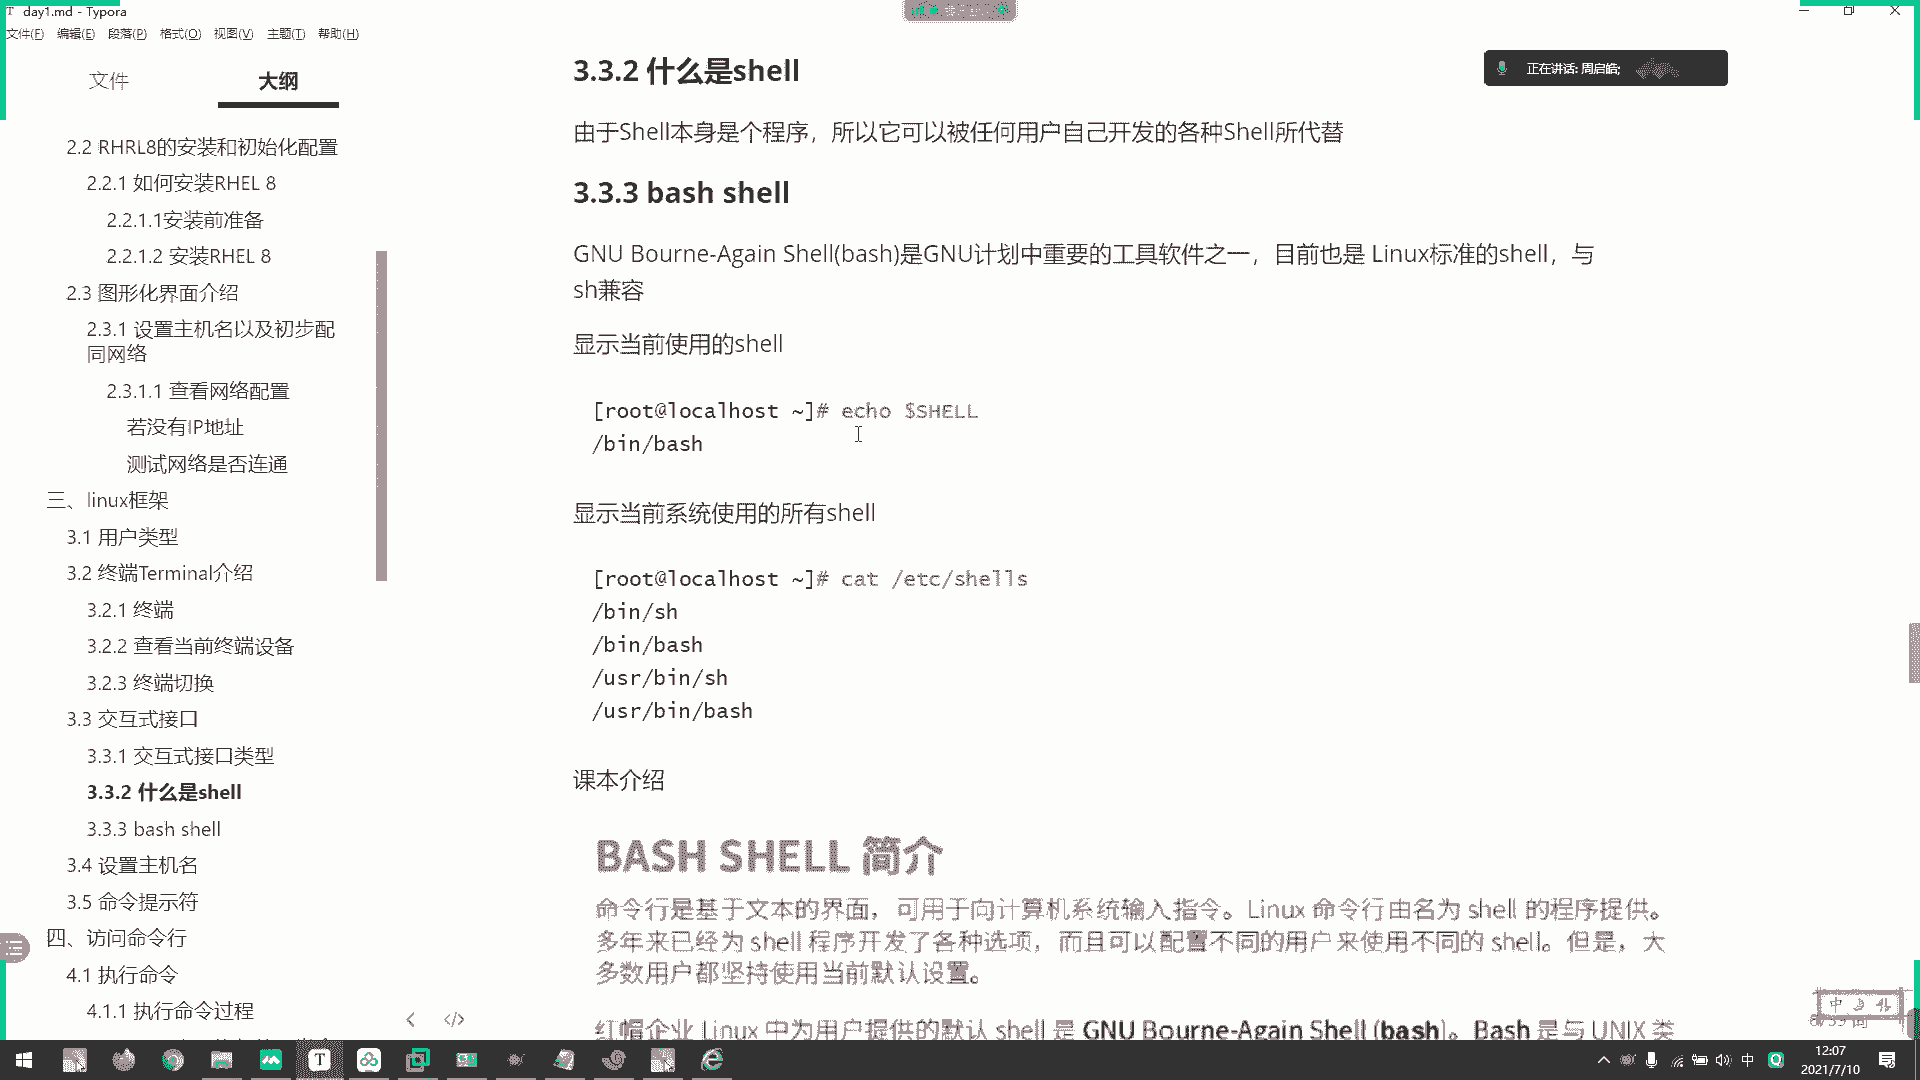 day1.md - Typora
文件(F) 编辑(E) 段落(P) 格式(O) 视图(V) 主题(T) 帮助(H)
文件 大纲
2.2 RHRL8的安装和初始化配置
2.2.1 如何安装RHEL 8
2.2.1.1安装前准备
2.2.1.2 安装RHEL 8
2.3 图形化界面介绍
2.3.1 设置主机名以及初步配
同网络
2.3.1.1 查看网络配置
若没有IP地址
测试网络是否连通
三、linux框架
3.1 用户类型
3.2 终端Terminal介绍
3.2.1 终端
3.2.2 查看当前终端设备
3.2.3 终端切换
3.3 交互式接口
3.3.1 交互式接口类型
3.3.2 什么是shell
3.3.3 bash shell
3.4 设置主机名
3.5 命令提示符
四、访问命令行
4.1 执行命令
4.1.1 执行命令过程
正在讲话: 周启皓;
3.3.2 什么是shell
由于Shell本身是个程序，所以它可以被任何用户自己开发的各种Shell所代替
3.3.3 bash shell
GNU Bourne-Again Shell(bash)是GNU计划中重要的工具软件之一，目前也是 Linux标准的shell，与
sh兼容
显示当前使用的shell
[root@localhost ~]# echo $SHELL
/bin/bash
显示当前系统使用的所有shell
[root@localhost ~]# cat /etc/shells
/bin/sh
/bin/bash
/usr/bin/sh
/usr/bin/bash
课本介绍
BASH SHELL 简介
命令行是基于文本的界面，可用于向计算机系统输入指令。Linux 命令行由名为 shell 的程序提供。
多年来已经为 shell 程序开发了各种选项，而且可以配置不同的用户来使用不同的 shell。但是，大
多数用户都坚持使用当前默认设置。
红帽企业 Linux 中为用户提供的默认 shell 是 GNU Bourne-Again Shell (bash)。Bash 是与 UNIX 类
中
中
12:07
2021/7/10